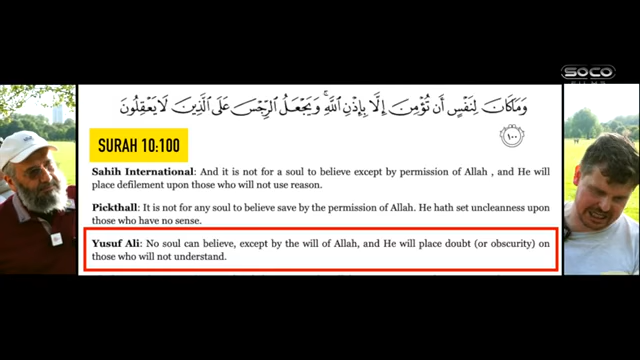 SOCO
FILMS
وَمَا كَانَ لِنَفْسٍ أَن تُؤْمِنَ إِلَّا بِإِذْنِ اللَّهِ ۚ وَيَجْعَلُ الرِّجْسَ عَلَى الَّذِينَ لَا يَعْقِلُونَ
١٠٠
SURAH 10:100
Sahih International: And it is not for a soul to believe except by permission of Allah , and He will
place defilement upon those who will not use reason.
Pickthall: It is not for any soul to believe save by the permission of Allah. He hath set uncleanness upon
those who have no sense.
Yusuf Ali: No soul can believe, except by the will of Allah, and He will place doubt (or obscurity) on
those who will not understand.